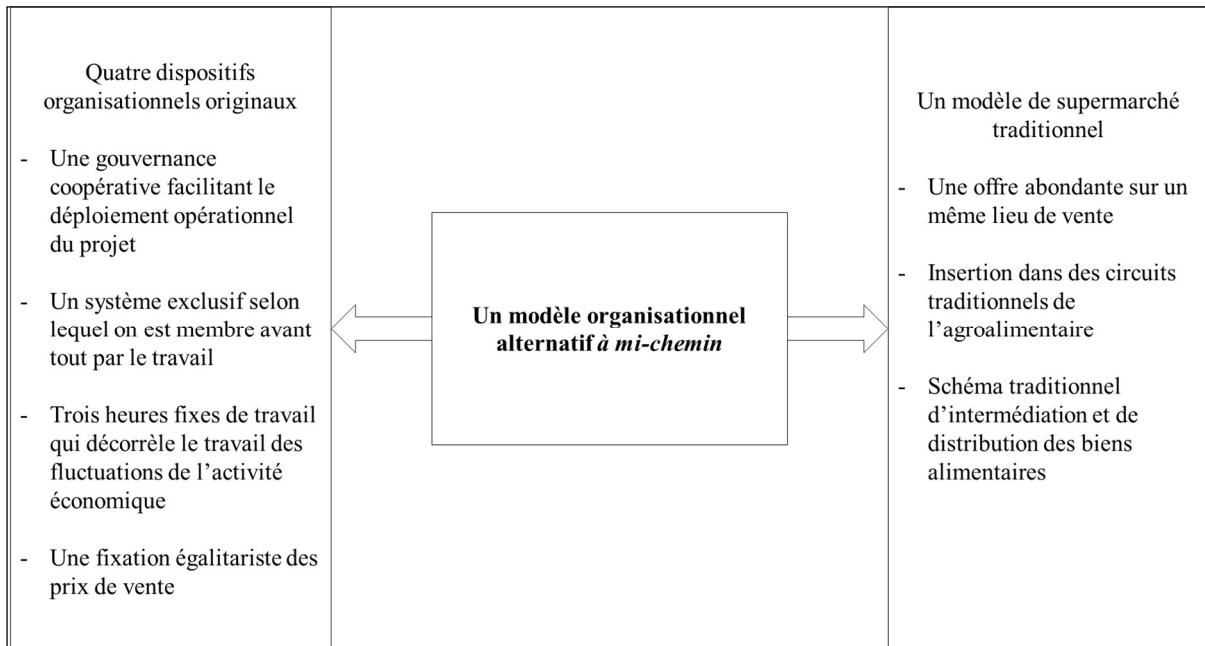 Quatre dispositifs
organisationnels originaux
- Une gouvernance
coopérative facilitant le
déploiement opérationnel
du projet
- Un système exclusif selon
lequel on est membre avant
tout par le travail
- Trois heures fixes de travail
qui décorrèle le travail des
fluctuations de l’activité
économique
- Une fixation égalitariste des
prix de vente
Un modèle organisationnel
alternatif à mi-chemin
Un modèle de supermarché
traditionnel
- Une offre abondante sur un
même lieu de vente
- Insertion dans des circuits
traditionnels de
l’agroalimentaire
- Schéma traditionnel
d’intermédiation et de
distribution des biens
alimentaires